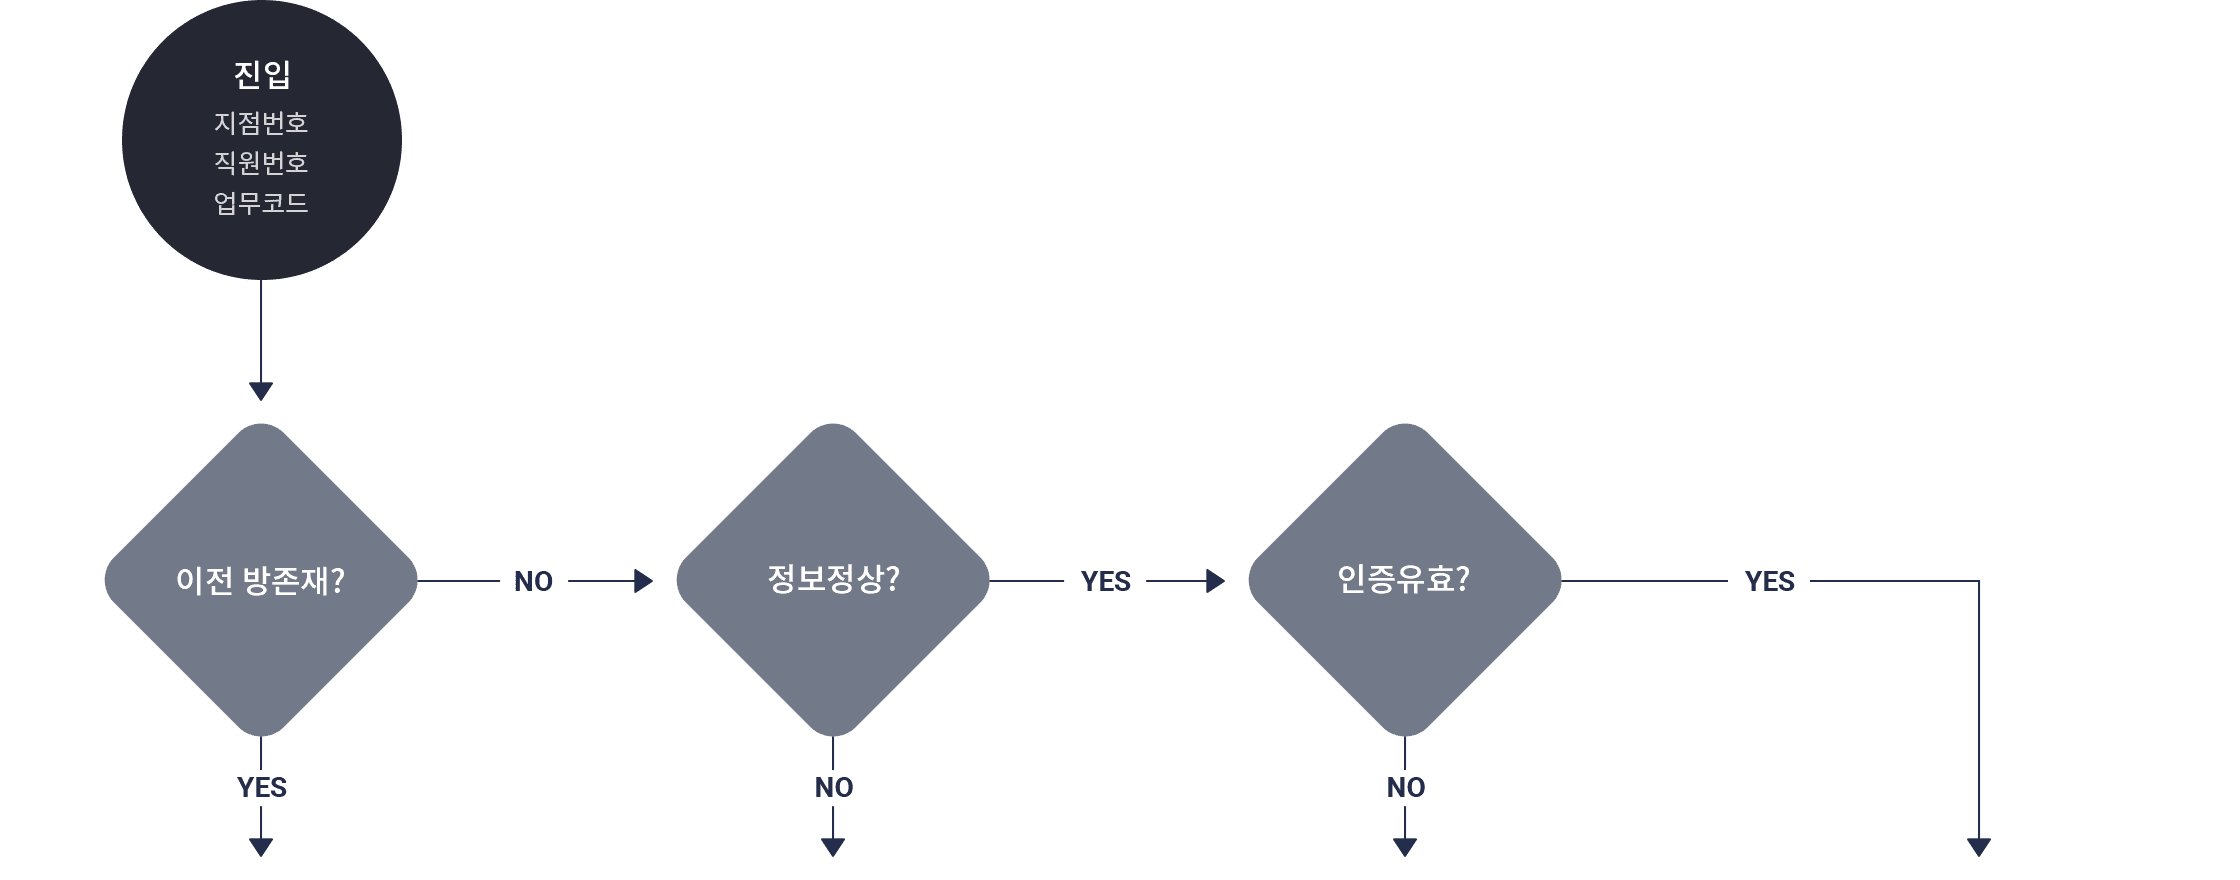 진입
지점번호
직원번호
업무코드
이전 방존재?
NO
정보정상?
YES
인증유효?
YES
YES
NO
NO